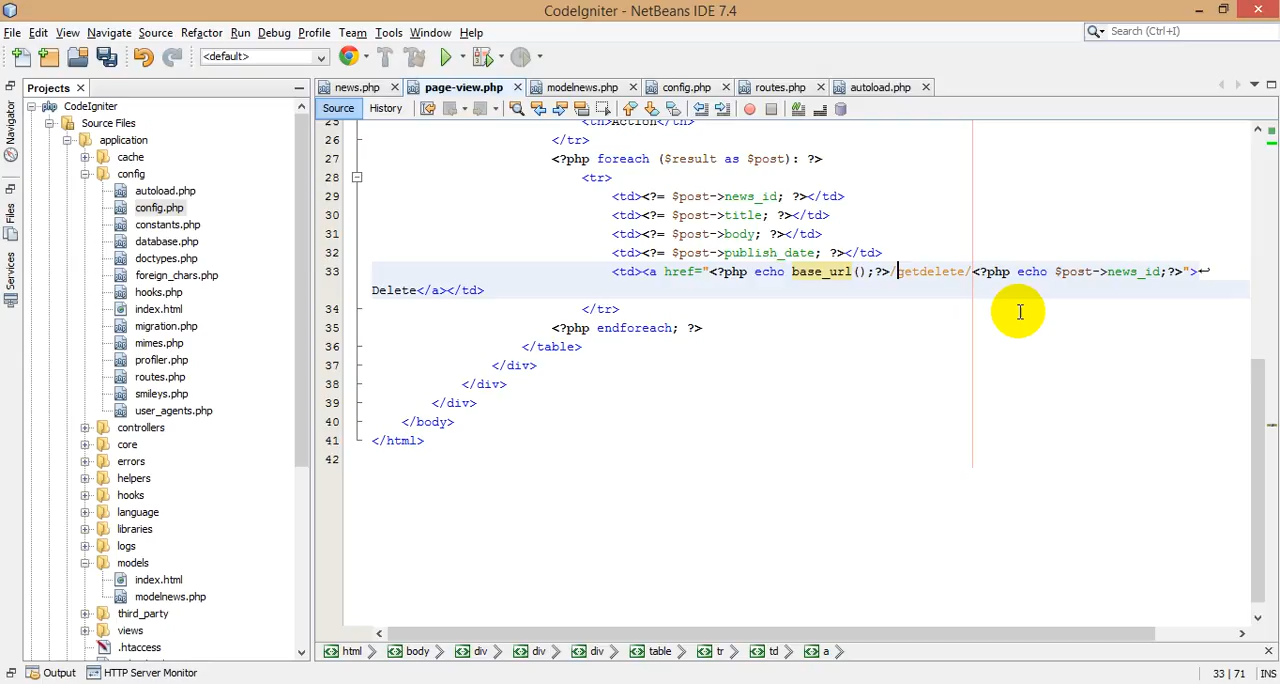 CodeIgniter - NetBeans IDE 7.4
File Edit View Navigate Source Refactor Run Debug Profile Team Tools Window Help
Search (Ctrl+I)
<default>
Projects
news.php page-view.php modelnews.php config.php routes.php autoload.php
Source History
Navigator
Files
Services
CodeIgniter
Source Files
application
cache
config
autoload.php
config.php
constants.php
database.php
doctypes.php
foreign_chars.php
hooks.php
index.html
migration.php
mimes.php
profiler.php
routes.php
smileys.php
user_agents.php
controllers
core
errors
helpers
hooks
language
libraries
logs
models
index.html
modelnews.php
third_party
views
.htaccess
25 <th>Action</th>
26 </tr>
27 <?php foreach ($result as $post): ?>
28 <tr>
29 <td><?= $post->news_id; ?></td>
30 <td><?= $post->title; ?></td>
31 <td><?= $post->body; ?></td>
32 <td><?= $post->publish_date; ?></td>
33 <td><a href="<?php echo base_url();?>/getdelete/<?php echo $post->news_id;?>">
Delete</a></td>
34 </tr>
35 <?php endforeach; ?>
36 </table>
37 </div>
38 </div>
39 </div>
40 </body>
41 </html>
42
html body div div div table tr td a
Output HTTP Server Monitor
33 | 71 INS